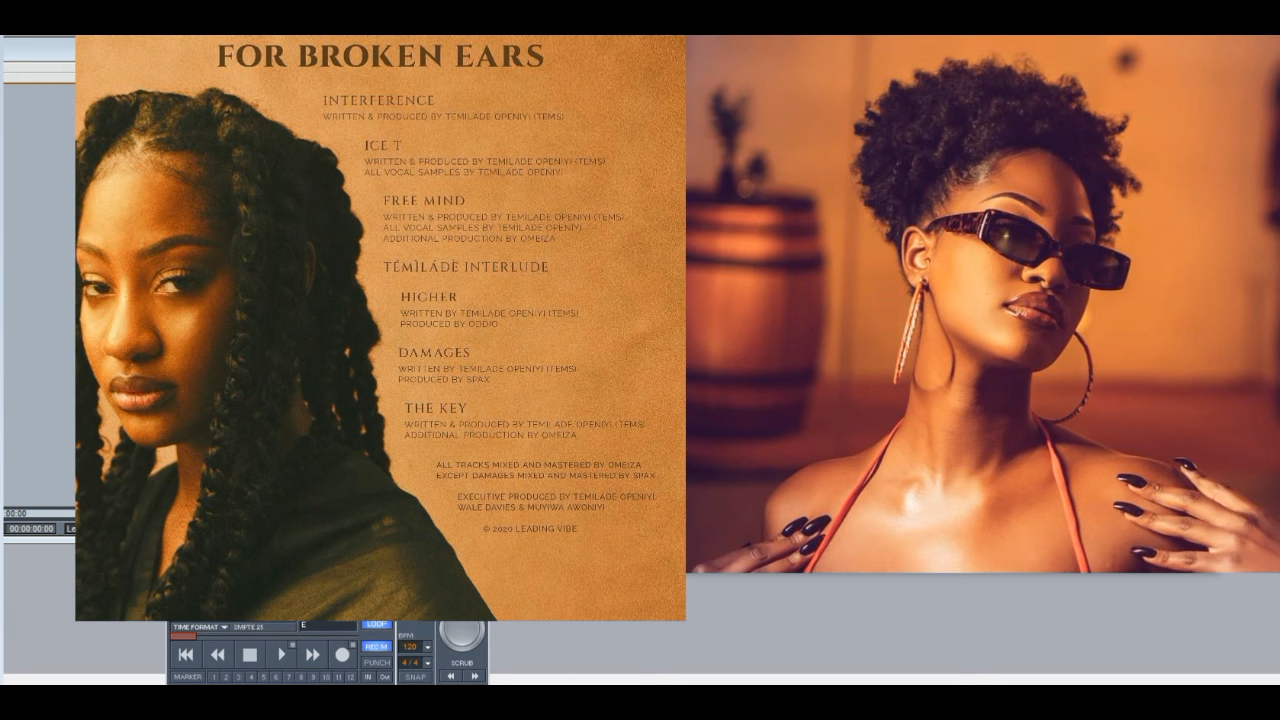 FOR BROKEN EARS
INTERFERENCE
WRITTEN & PRODUCED BY TEMILADE OPENIYI (TEMS)
ICE T
WRITTEN & PRODUCED BY TEMILADE OPENIYI (TEMS)
ALL VOCAL SAMPLES BY TEMILADE OPENIYI
FREE MIND
WRITTEN & PRODUCED BY TEMILADE OPENIYI (TEMS)
ALL VOCAL SAMPLES BY TEMILADE OPENIYI
ADDITIONAL PRODUCTION BY OMEIZA
TÉMÌLÁDÈ INTERLUDE
HIGHER
WRITTEN BY TEMILADE OPENIYI (TEMS)
PRODUCED BY ODDIO
DAMAGES
WRITTEN BY TEMILADE OPENIYI (TEMS)
PRODUCED BY SPAX
THE KEY
WRITTEN & PRODUCED BY TEMILADE OPENIYI (TEMS)
ADDITIONAL PRODUCTION BY OMEIZA
ALL TRACKS MIXED AND MASTERED BY OMEIZA
EXCEPT DAMAGES MIXED AND MASTERED BY SPAX
EXECUTIVE PRODUCED BY TEMILADE OPENIYI,
WALE DAVIES & MUYIWA AWONIYI
© 2020 LEADING VIBE
:00:00
00:00:00:00 Le
TIME FORMAT SMPTE 25 E LOOP
BPM
REC M 120
PUNCH 4 / 4 SCRUB
MARKER 1 2 3 4 5 6 7 8 9 10 11 12 IN Out SNAP